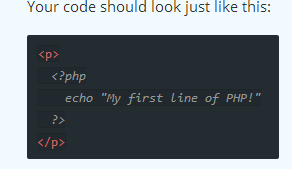 Your code should look just like this:
<p>
<?php
echo "My first line of PHP!"
?>
</p>